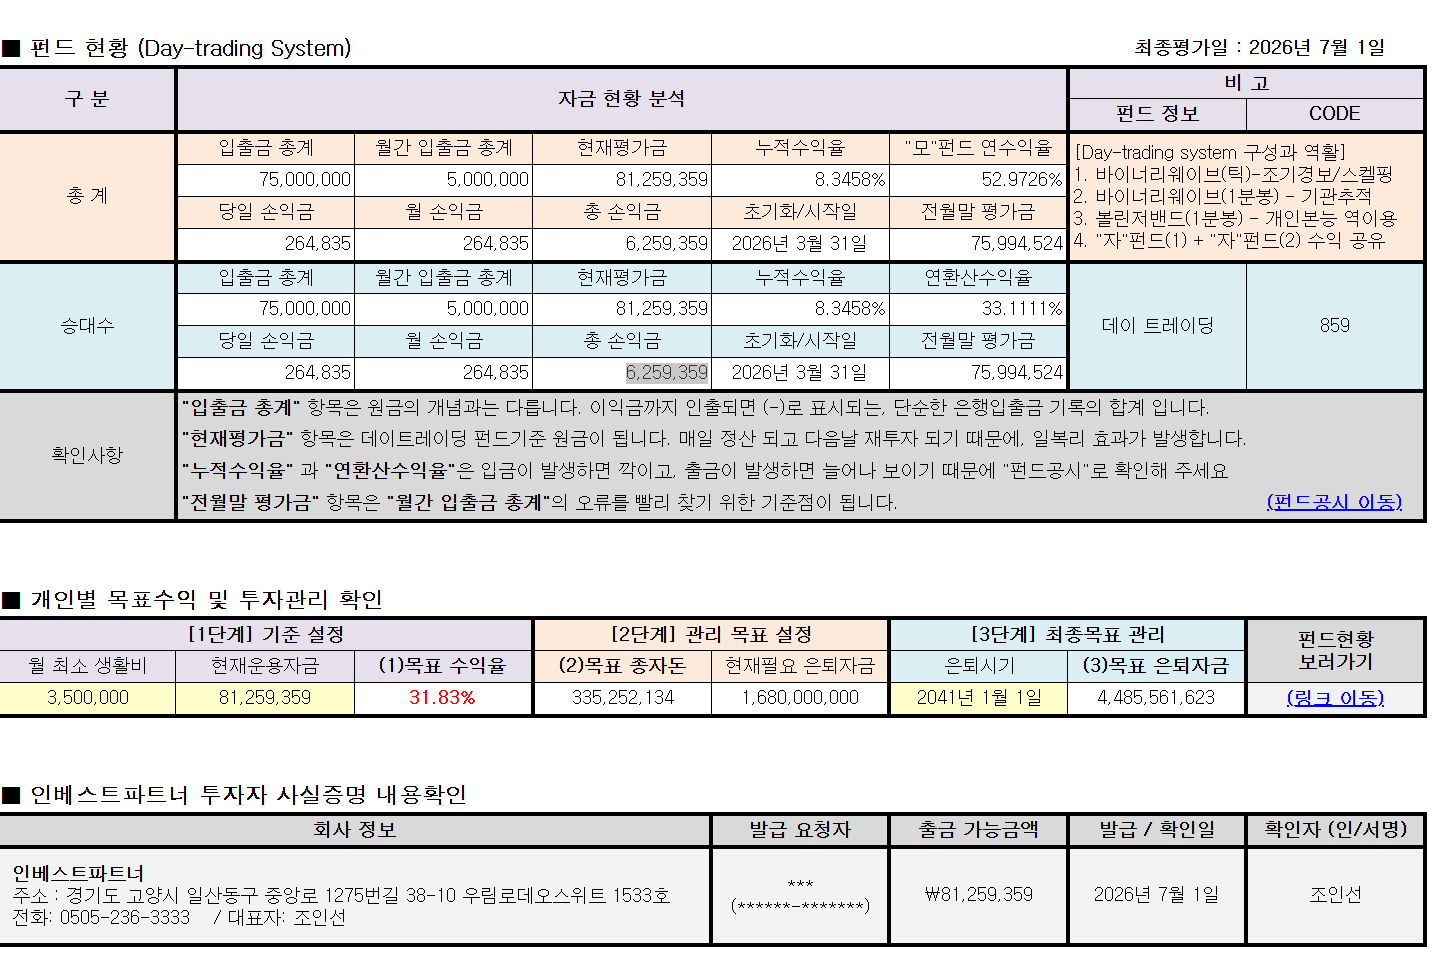 ■ 펀드 현황 (Day-trading System)
최종평가일 : 2026년 7월 1일
구 분
자금 현황 분석
비 고
펀드 정보
CODE
총 계
입출금 총계
월간 입출금 총계
현재평가금
누적수익율
"모"펀드 연수익율
75,000,000
5,000,000
81,259,359
8.3458%
52.9726%
당일 손익금
월 손익금
총 손익금
초기화/시작일
전월말 평가금
264,835
264,835
6,259,359
2026년 3월 31일
75,994,524
[Day-trading system 구성과 역활]
1. 바이너리웨이브(틱)-조기경보/스켈핑
2. 바이너리웨이브(1분봉) - 기관추적
3. 볼린저밴드(1분봉) - 개인본능 역이용
4. "자"펀드(1) + "자"펀드(2) 수익 공유
승대수
입출금 총계
월간 입출금 총계
현재평가금
누적수익율
연환산수익율
75,000,000
5,000,000
81,259,359
8.3458%
33.1111%
당일 손익금
월 손익금
총 손익금
초기화/시작일
전월말 평가금
264,835
264,835
6,259,359
2026년 3월 31일
75,994,524
데이 트레이딩
859
확인사항
"입출금 총계" 항목은 원금의 개념과는 다릅니다. 이익금까지 인출되면 (-)로 표시되는, 단순한 은행입출금 기록의 합계 입니다.
"현재평가금" 항목은 데이트레이딩 펀드기준 원금이 됩니다. 매일 정산 되고 다음날 재투자 되기 때문에, 일복리 효과가 발생합니다.
"누적수익율" 과 "연환산수익율"은 입금이 발생하면 깍이고, 출금이 발생하면 늘어나 보이기 때문에 "펀드공시"로 확인해 주세요
"전월말 평가금" 항목은 "월간 입출금 총계"의 오류를 빨리 찾기 위한 기준점이 됩니다.
(펀드공시 이동)
■ 개인별 목표수익 및 투자관리 확인
[1단계] 기준 설정
[2단계] 관리 목표 설정
[3단계] 최종목표 관리
펀드현황
보러가기
월 최소 생활비
현재운용자금
(1)목표 수익율
(2)목표 종자돈
현재필요 은퇴자금
은퇴시기
(3)목표 은퇴자금
3,500,000
81,259,359
31.83%
335,252,134
1,680,000,000
2041년 1월 1일
4,485,561,623
(링크 이동)
■ 인베스트파트너 투자자 사실증명 내용확인
회사 정보
발급 요청자
출금 가능금액
발급 / 확인일
확인자 (인/서명)
인베스트파트너
주소 : 경기도 고양시 일산동구 중앙로 1275번길 38-10 우림로데오스위트 1533호
전화: 0505-236-3333 / 대표자: 조인선
***
(******-*******)
₩81,259,359
2026년 7월 1일
조인선